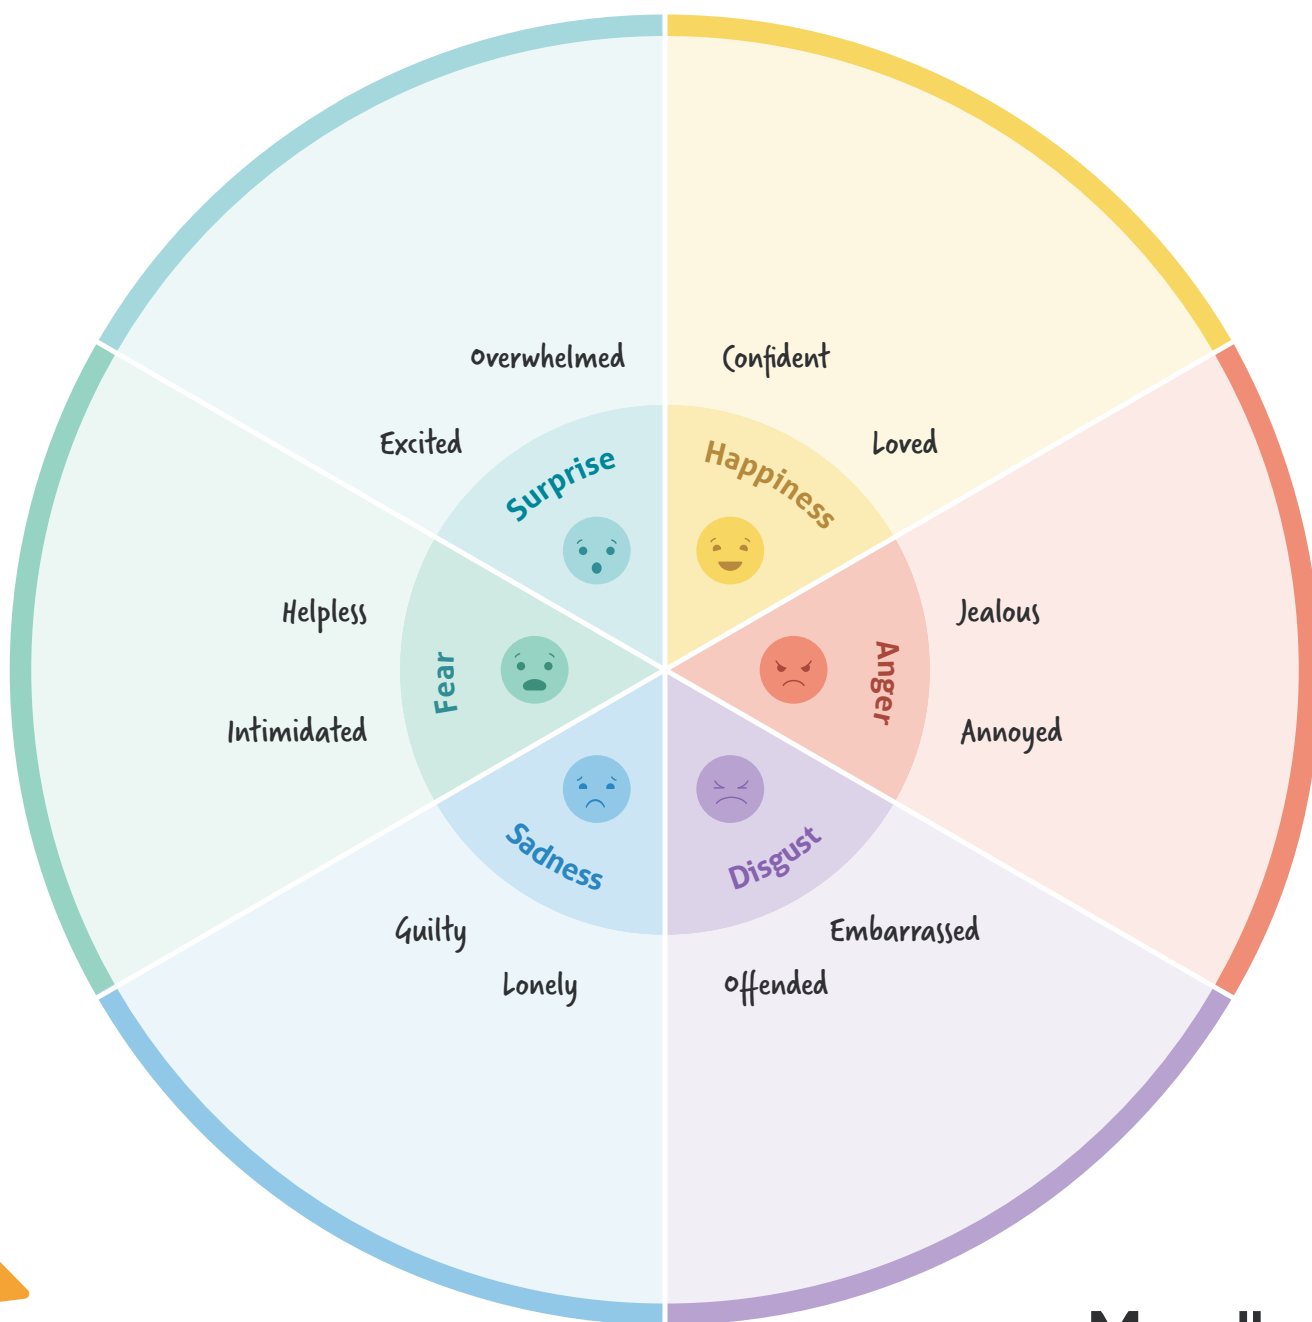 Overwhelmed
Confident
Excited
Loved
Surprise
Happiness
Helpless
Jealous
Fear
Anger
Intimidated
Annoyed
Sadness
Disgust
Guilty
Embarrassed
Lonely
Offended